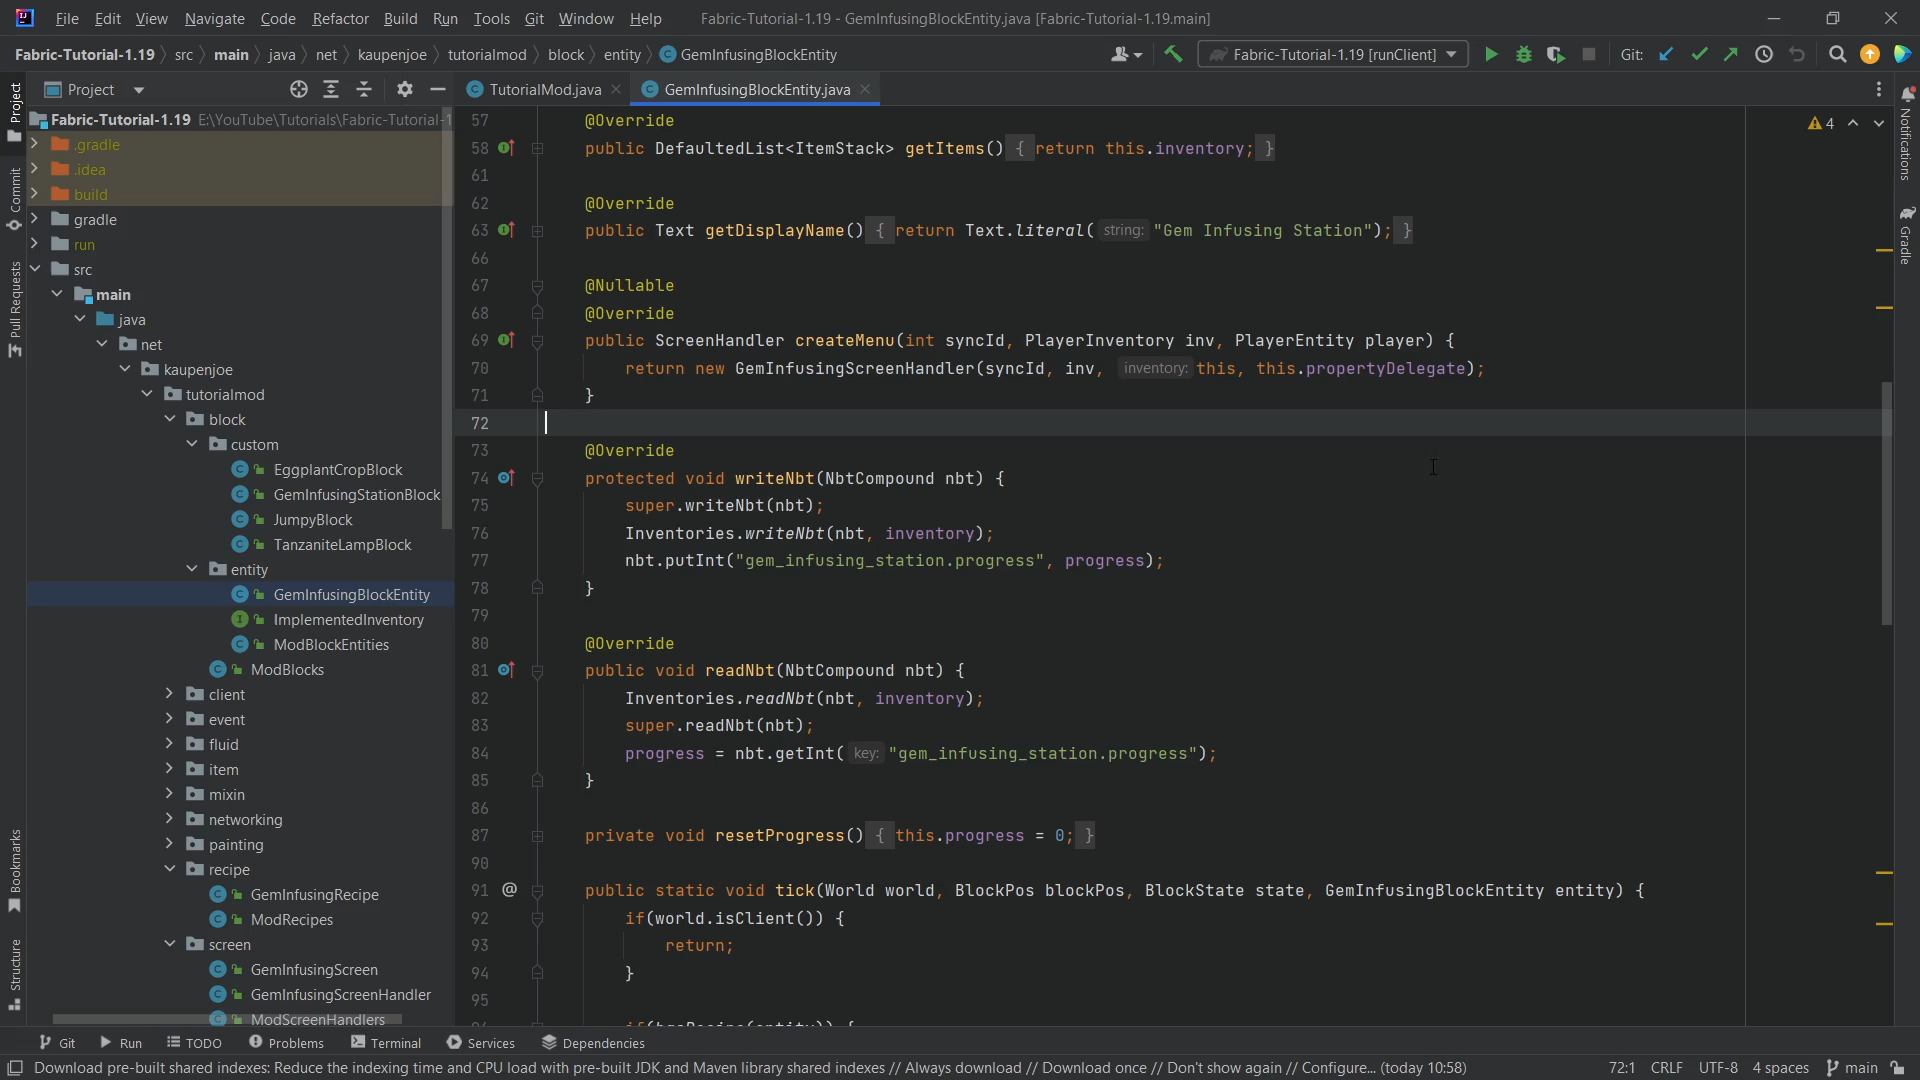 File Edit View Navigate Code Refactor Build Run Tools Git Window Help Fabric-Tutorial-1.19 - GemInfusingBlockEntity.java [Fabric-Tutorial-1.19.main]
Fabric-Tutorial-1.19 src main java net kaupenjoe tutorialmod block entity GemInfusingBlockEntity Fabric-Tutorial-1.19 [runClient] Git:
Project TutorialMod.java GemInfusingBlockEntity.java
Project
Commit
Pull Requests
Bookmarks
Structure
Fabric-Tutorial-1.19 E:\YouTube\Tutorials\Fabric-Tutorial-1
.gradle
.idea
build
gradle
run
src
main
java
net
kaupenjoe
tutorialmod
block
custom
EggplantCropBlock
GemInfusingStationBlock
JumpyBlock
TanzaniteLampBlock
entity
GemInfusingBlockEntity
ImplementedInventory
ModBlockEntities
ModBlocks
client
event
fluid
item
mixin
networking
painting
recipe
GemInfusingRecipe
ModRecipes
screen
GemInfusingScreen
GemInfusingScreenHandler
ModScreenHandlers
57 @Override
58 public DefaultedList<ItemStack> getItems() { return this.inventory; }
61
62 @Override
63 public Text getDisplayName() { return Text.literal( string: "Gem Infusing Station"); }
66
67 @Nullable
68 @Override
69 public ScreenHandler createMenu(int syncId, PlayerInventory inv, PlayerEntity player) {
70 return new GemInfusingScreenHandler(syncId, inv, inventory: this, this.propertyDelegate);
71 }
72
73 @Override
74 protected void writeNbt(NbtCompound nbt) {
75 super.writeNbt(nbt);
76 Inventories.writeNbt(nbt, inventory);
77 nbt.putInt("gem_infusing_station.progress", progress);
78 }
79
80 @Override
81 public void readNbt(NbtCompound nbt) {
82 Inventories.readNbt(nbt, inventory);
83 super.readNbt(nbt);
84 progress = nbt.getInt( key: "gem_infusing_station.progress");
85 }
86
87 private void resetProgress() { this.progress = 0; }
90
91 @ public static void tick(World world, BlockPos blockPos, BlockState state, GemInfusingBlockEntity entity) {
92 if(world.isClient()) {
93 return;
94 }
95
4
Notifications
Gradle
Git Run TODO Problems Terminal Services Dependencies
Download pre-built shared indexes: Reduce the indexing time and CPU load with pre-built JDK and Maven library shared indexes // Always download // Download once // Don't show again // Configure... (today 10:58) 72:1 CRLF UTF-8 4 spaces main